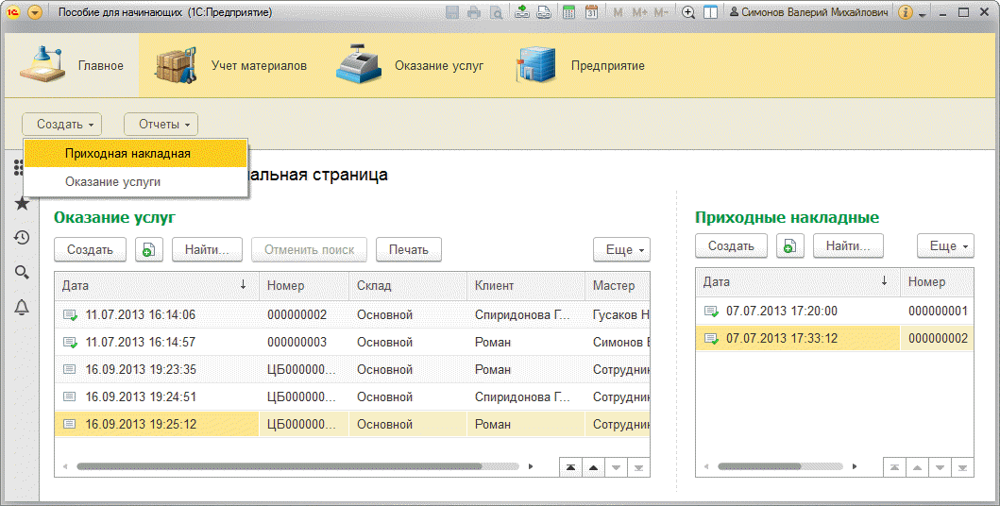 Пособие для начинающих (1С:Предприятие)
M M+ M- Симонов Валерий Михайлович
Главное Учет материалов Оказание услуг Предприятие
Создать Отчеты
Приходная накладная
Оказание услуги
альная страница
Оказание услуг
Создать Найти... Отменить поиск Печать Еще
Дата Номер Склад Клиент Мастер
11.07.2013 16:14:06 000000002 Основной Спиридонова Г... Гусаков Н
11.07.2013 16:14:57 000000003 Основной Роман Симонов В
16.09.2013 19:23:35 ЦБ000000... Основной Роман Сотрудник
16.09.2013 19:24:51 ЦБ000000... Основной Спиридонова Г... Сотрудник
16.09.2013 19:25:12 ЦБ000000... Основной Роман Сотрудник
Приходные накладные
Создать Найти... Еще
Дата Номер
07.07.2013 17:20:00 000000001
07.07.2013 17:33:12 000000002